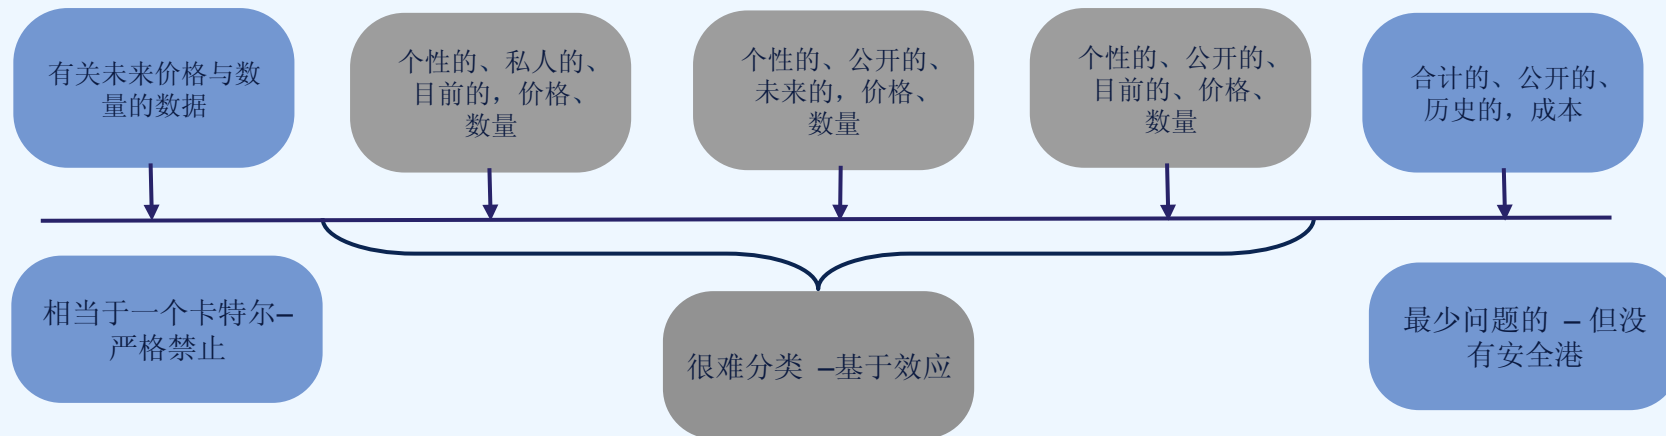 有关未来价格与数
量的数据
个性的、私人的、
目前的，价格、
数量
个性的、公开的、
未来的，价格、
数量
个性的、公开的、
目前的、价格、
数量
合计的、公开的、
历史的，成本
相当于一个卡特尔–
严格禁止
很难分类 –基于效应
最少问题的 – 但没
有安全港